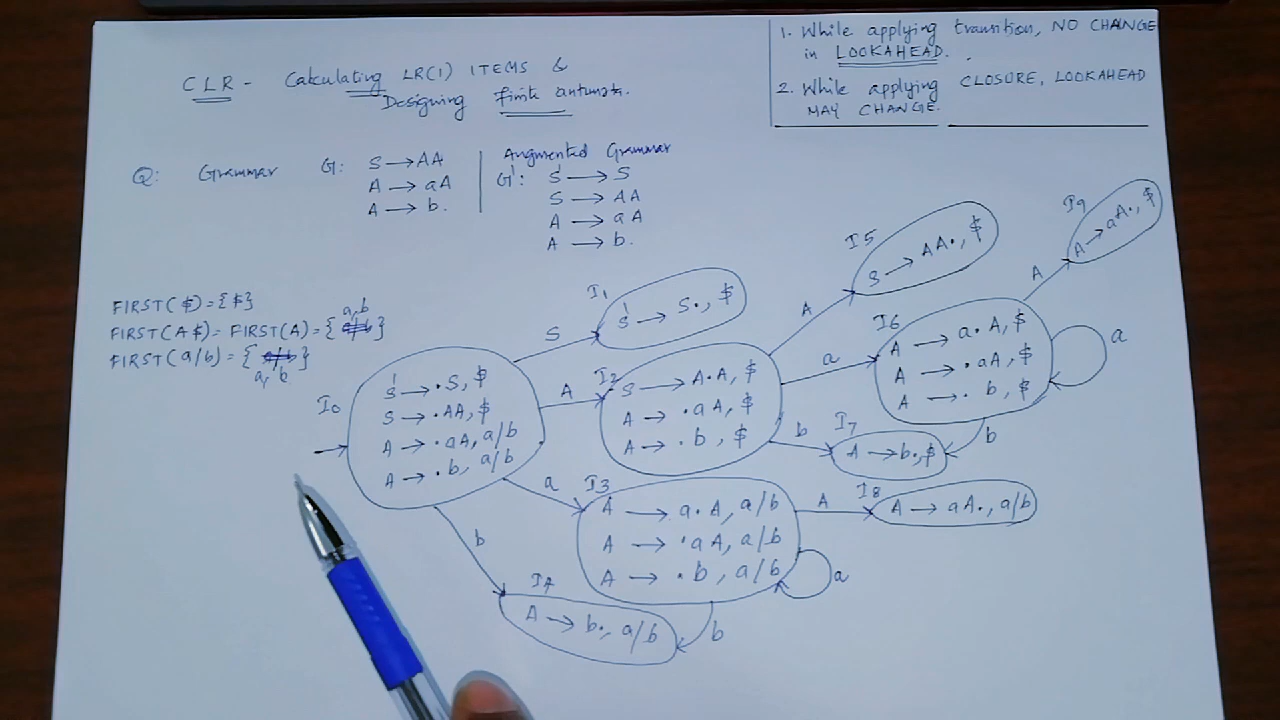 CLR - Calculating LR(1) ITEMS &
Designing finite automata.
1. While applying transition, NO CHANGE
in LOOKAHEAD.
2. While applying CLOSURE, LOOKAHEAD
MAY CHANGE.
Q: Grammar G: S → AA
A → aA
A → b.
Augmented Grammar
G': S' → S
S → AA
A → aA
A → b.
FIRST($) = {$}
FIRST(A$) = FIRST(A) = {a, b}
FIRST(a/b) = {a, b}
I0
S' → .S, $
S → .AA, $
A → .aA, a/b
A → .b, a/b
S
I1
S' → S., $
A
I2
S → A.A, $
A → .aA, $
A → .b, $
A
I5
S → AA., $
a
I6
A → a.A, $
A → .aA, $
A → .b, $
a
A
I9
A → aA., $
b
b
I7
A → b., $
a
I3
A → a.A, a/b
A → .aA, a/b
A → .b, a/b
a
A
I8
A → aA., a/b
b
b
I4
A → b., a/b